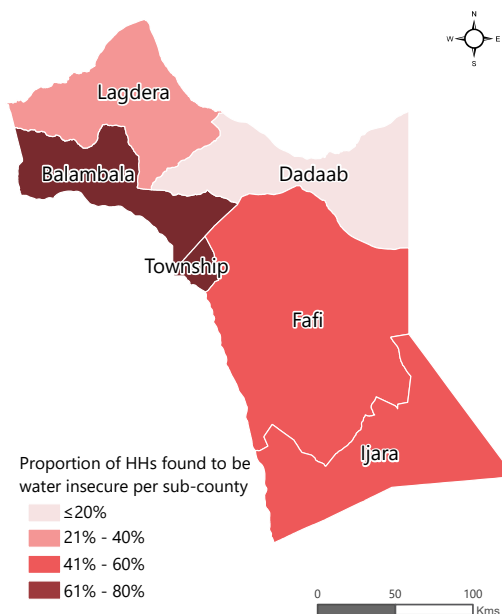 N
W E
S
Lagdera
Balambala
Dadaab
Township
Fafi
Ijara
Proportion of HHs found to be
water insecure per sub-county
≤20%
21% - 40%
41% - 60%
61% - 80%
0 50 100
Kms